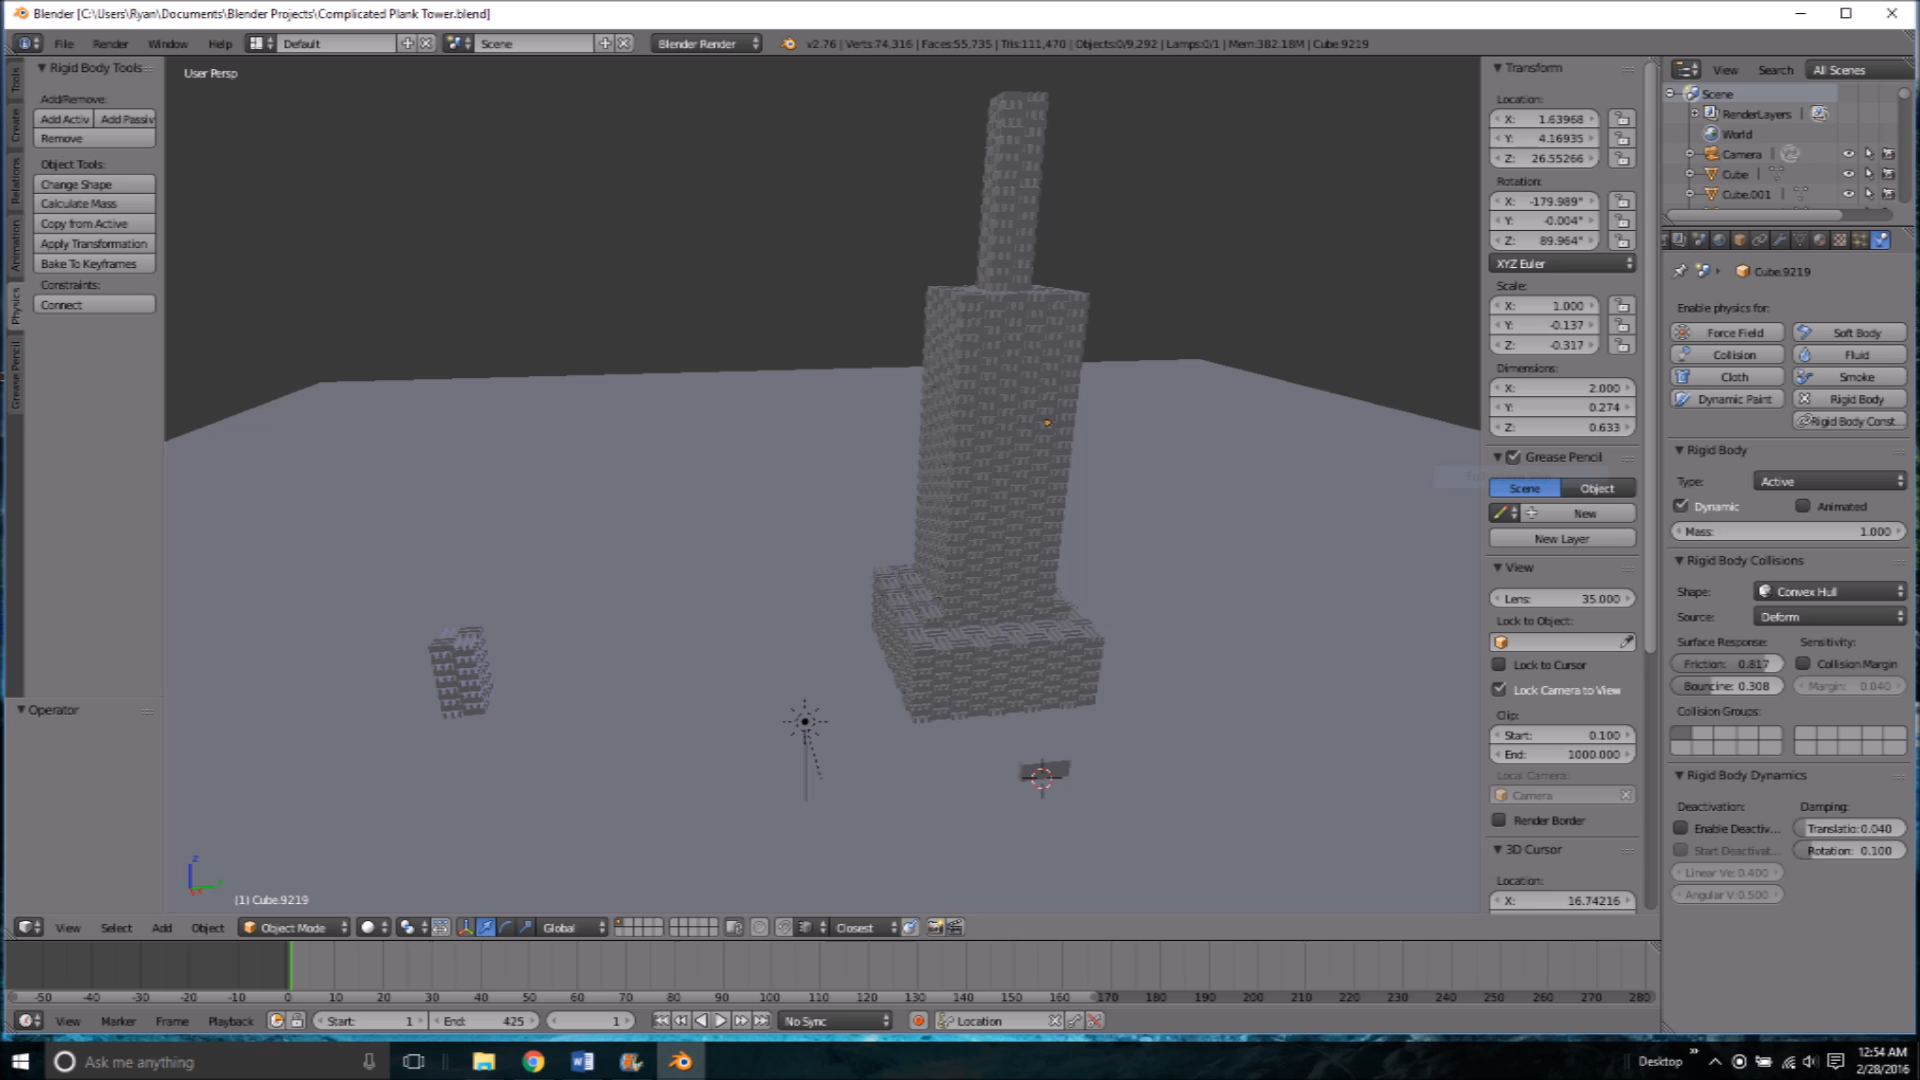 Blender [C:\Users\Ryan\Documents\Blender Projects\Complicated Plank Tower.blend]
File Render Window Help Default Scene Blender Render v2.76 | Verts:74,316 | Faces:55,735 | Tris:111,470 | Objects:0/9,292 | Lamps:0/1 | Mem:382.18M | Cube.9219
Tools
Create
Relations
Animation
Physics
Grease Pencil
Rigid Body Tools
Add/Remove:
Add Activ Add Passiv
Remove
Object Tools:
Change Shape
Calculate Mass
Copy from Active
Apply Transformation
Bake To Keyframes
Constraints:
Connect
Operator
User Persp
(1) Cube.9219
Transform
Location:
X: 1.63968
Y: 4.16935
Z: 26.55266
Rotation:
X: -179.989°
Y: -0.004°
Z: 89.964°
XYZ Euler
Scale:
X: 1.000
Y: -0.137
Z: -0.317
Dimensions:
X: 2.000
Y: 0.274
Z: 0.633
Grease Pencil
Scene Object
New
New Layer
View
Lens: 35.000
Lock to Object:
Lock to Cursor
Lock Camera to View
Clip:
Start: 0.100
End: 1000.000
Local Camera:
Camera
Render Border
3D Cursor
Location:
X: 16.74216
View Search All Scenes
Scene
RenderLayers
World
Camera
Cube
Cube.001
Cube.9219
Enable physics for:
Force Field Soft Body
Collision Fluid
Cloth Smoke
Dynamic Paint Rigid Body
Rigid Body Const...
Rigid Body
Type: Active
Dynamic Animated
Mass: 1.000
Rigid Body Collisions
Shape: Convex Hull
Source: Deform
Surface Response: Sensitivity:
Friction: 0.817 Collision Margin
Bouncine: 0.308 Margin: 0.040
Collision Groups:
Rigid Body Dynamics
Deactivation: Damping:
Enable Deactiv... Translatio: 0.040
Start Deactivat... Rotation: 0.100
Linear Ve: 0.400
Angular V: 0.500
View Select Add Object Object Mode Global Closest
-50 -40 -30 -20 -10 0 10 20 30 40 50 60 70 80 90 100 110 120 130 140 150 160 170 180 190 200 210 220 230 240 250 260 270 280
View Marker Frame Playback Start: 1 End: 425 1 No Sync Location
Ask me anything
Desktop
12:54 AM
2/28/2016